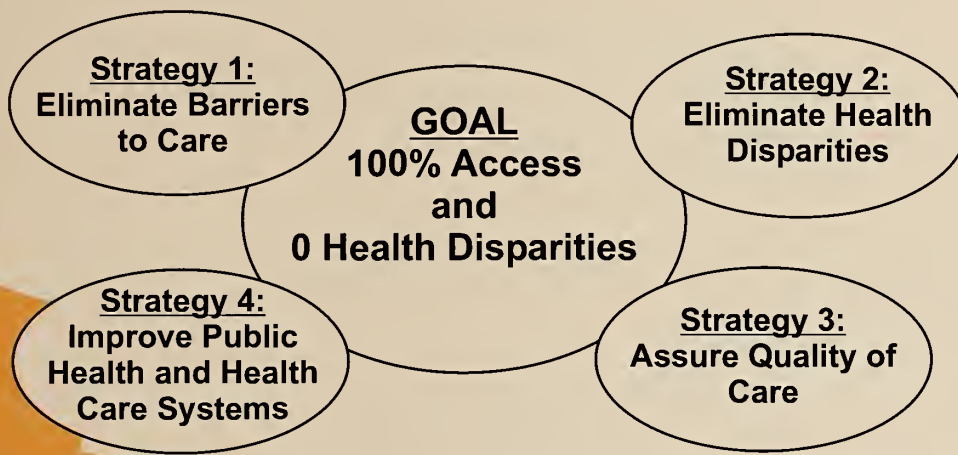 Strategy 1:
Eliminate Barriers
to Care
GOAL
100% Access
and
0 Health Disparities
Strategy 2:
Eliminate Health
Disparities
Strategy 4:
Improve Public
Health and Health
Care Systems
Strategy 3:
Assure Quality of
Care